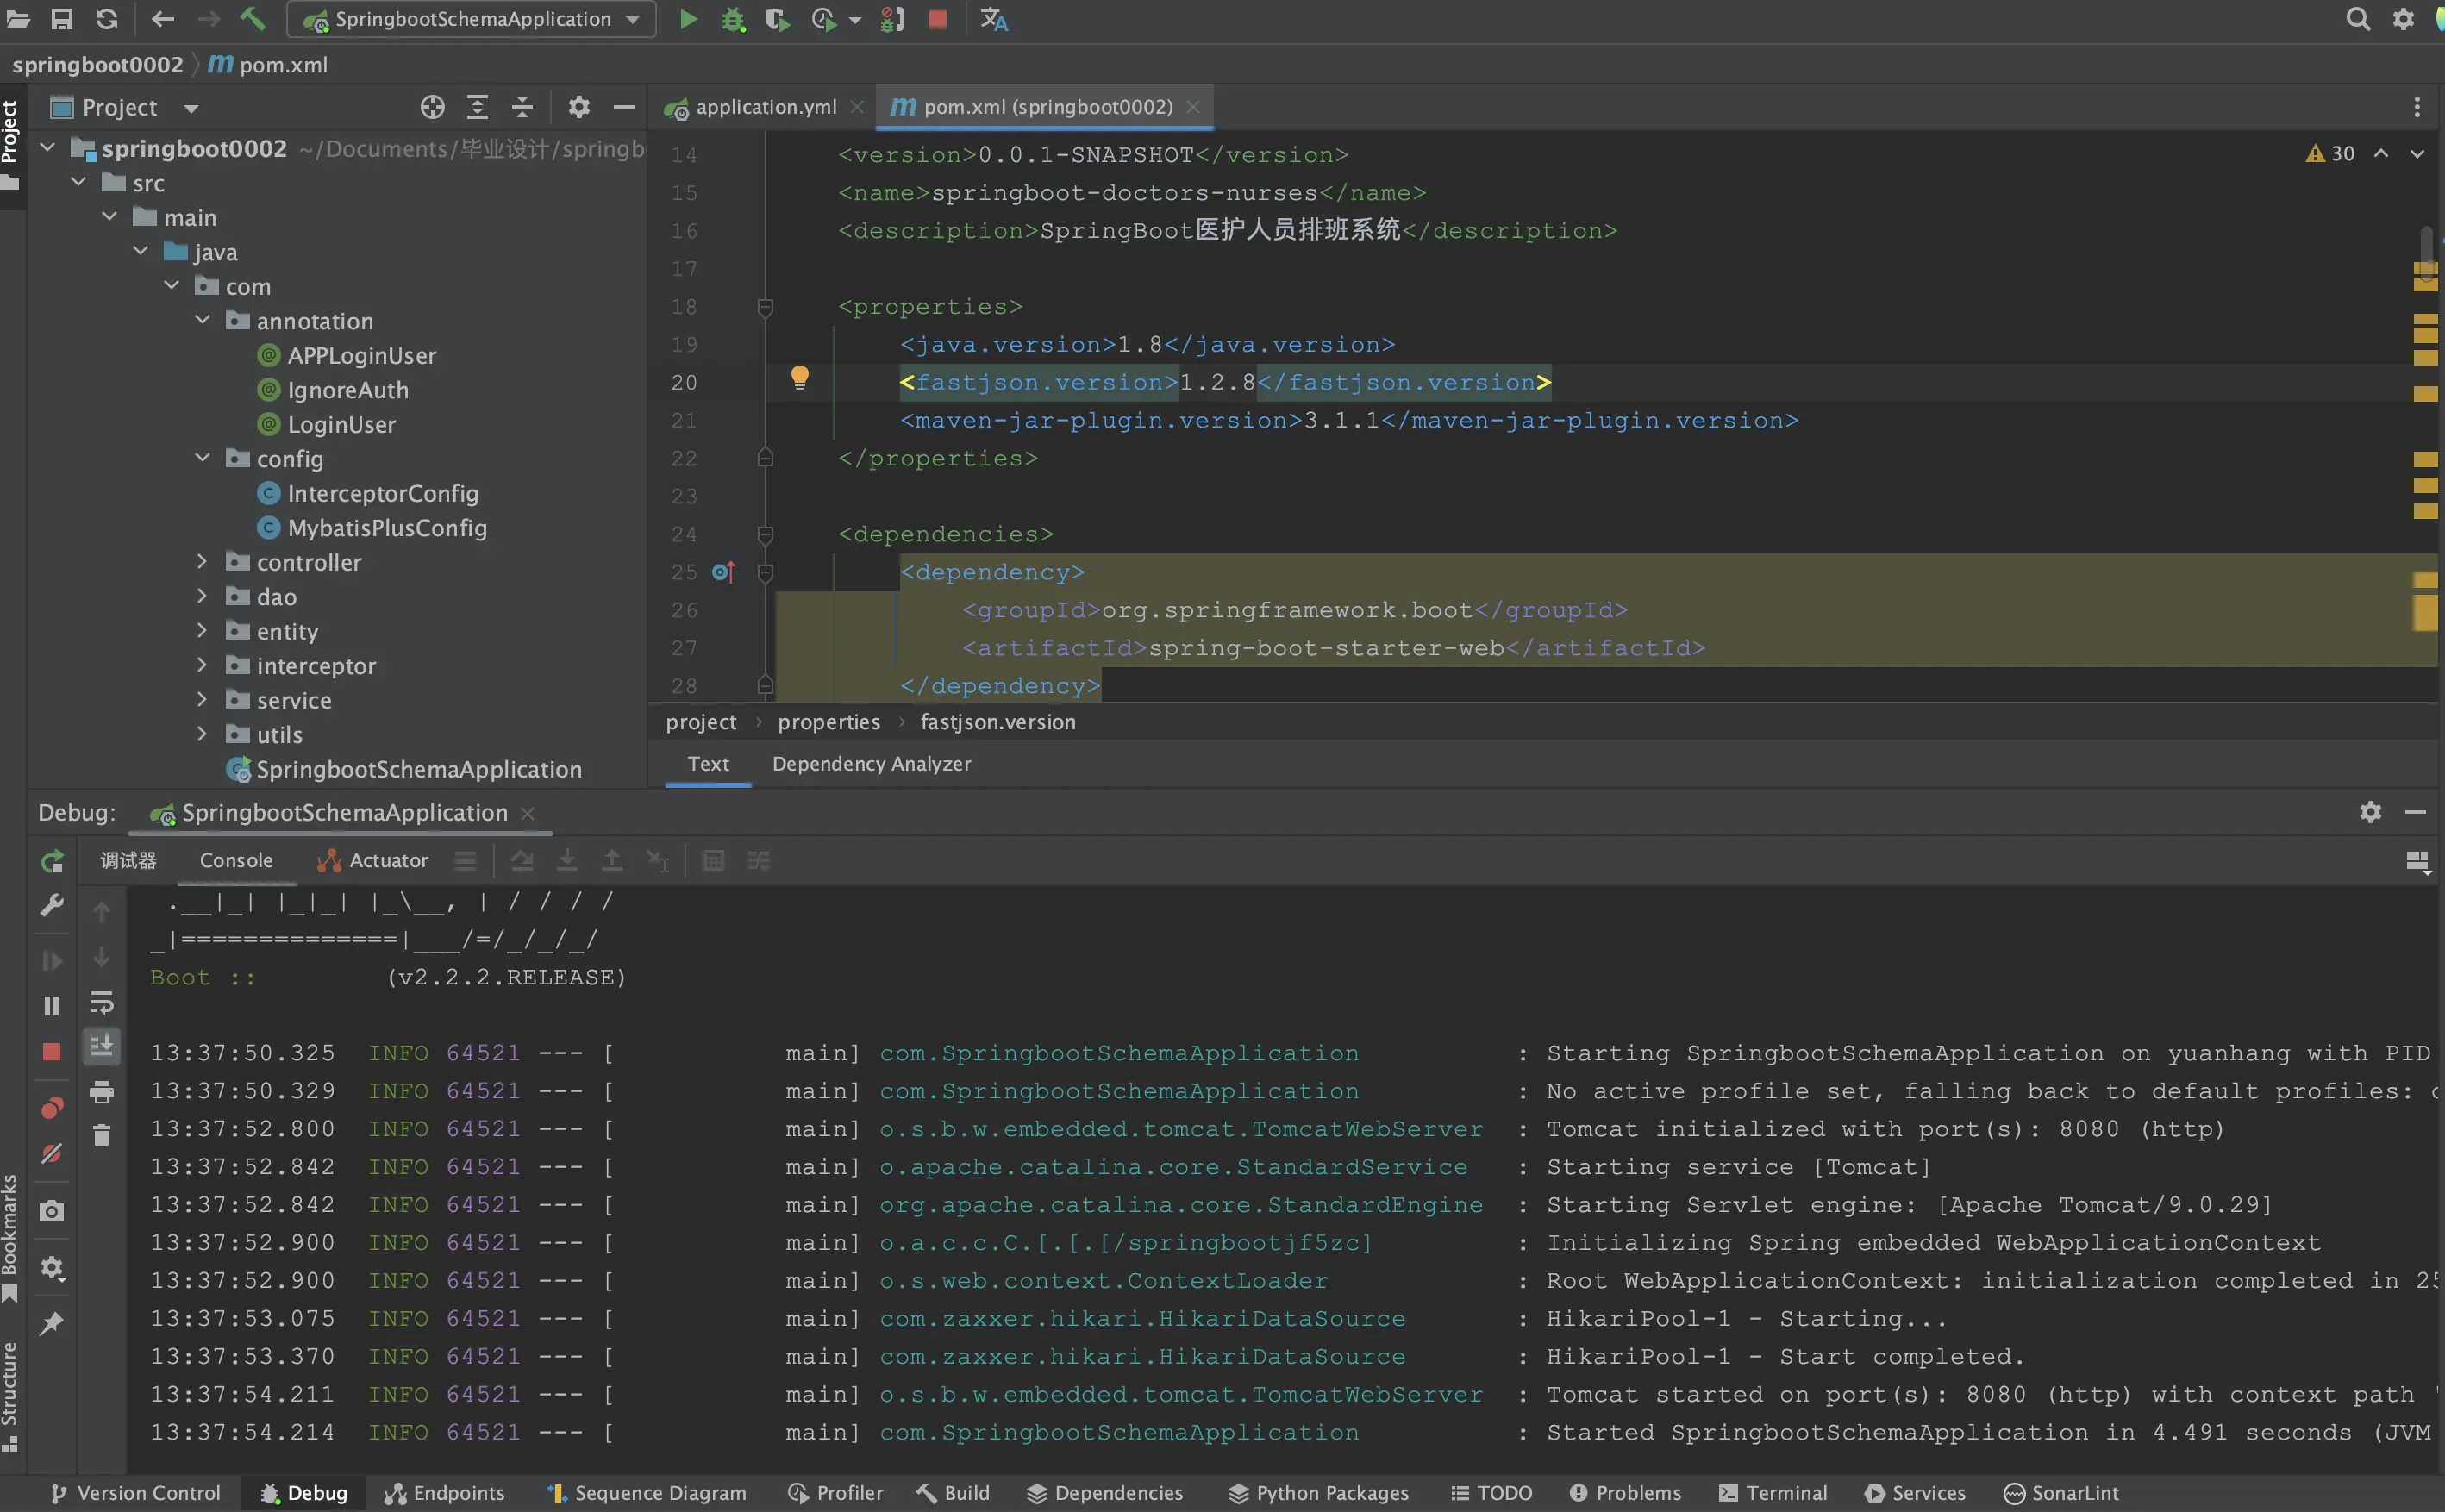 SpringbootSchemaApplication
springboot0002 › pom.xml
Project
Project
springboot0002 ~/Documents/毕业设计/springb
src
main
java
com
annotation
APPLoginUser
IgnoreAuth
LoginUser
config
InterceptorConfig
MybatisPlusConfig
controller
dao
entity
interceptor
service
utils
SpringbootSchemaApplication
application.yml
pom.xml (springboot0002)
30
14 <version>0.0.1-SNAPSHOT</version>
15 <name>springboot-doctors-nurses</name>
16 <description>SpringBoot医护人员排班系统</description>
17
18 <properties>
19 <java.version>1.8</java.version>
20 <fastjson.version>1.2.8</fastjson.version>
21 <maven-jar-plugin.version>3.1.1</maven-jar-plugin.version>
22 </properties>
23
24 <dependencies>
25 <dependency>
26 <groupId>org.springframework.boot</groupId>
27 <artifactId>spring-boot-starter-web</artifactId>
28 </dependency>
project › properties › fastjson.version
Text Dependency Analyzer
Debug: SpringbootSchemaApplication
调试器 Console Actuator
.__|_| |_|_| |_\__, | / / / /
_|==============|___/=/_/_/_/
Boot :: (v2.2.2.RELEASE)
13:37:50.325 INFO 64521 --- [ main] com.SpringbootSchemaApplication : Starting SpringbootSchemaApplication on yuanhang with PID
13:37:50.329 INFO 64521 --- [ main] com.SpringbootSchemaApplication : No active profile set, falling back to default profiles:
13:37:52.800 INFO 64521 --- [ main] o.s.b.w.embedded.tomcat.TomcatWebServer : Tomcat initialized with port(s): 8080 (http)
13:37:52.842 INFO 64521 --- [ main] o.apache.catalina.core.StandardService : Starting service [Tomcat]
13:37:52.842 INFO 64521 --- [ main] org.apache.catalina.core.StandardEngine : Starting Servlet engine: [Apache Tomcat/9.0.29]
13:37:52.900 INFO 64521 --- [ main] o.a.c.c.C.[.[.[/springbootjf5zc] : Initializing Spring embedded WebApplicationContext
13:37:52.900 INFO 64521 --- [ main] o.s.web.context.ContextLoader : Root WebApplicationContext: initialization completed in 25
13:37:53.075 INFO 64521 --- [ main] com.zaxxer.hikari.HikariDataSource : HikariPool-1 - Starting...
13:37:53.370 INFO 64521 --- [ main] com.zaxxer.hikari.HikariDataSource : HikariPool-1 - Start completed.
13:37:54.211 INFO 64521 --- [ main] o.s.b.w.embedded.tomcat.TomcatWebServer : Tomcat started on port(s): 8080 (http) with context path '
13:37:54.214 INFO 64521 --- [ main] com.SpringbootSchemaApplication : Started SpringbootSchemaApplication in 4.491 seconds (JVM
Bookmarks
Structure
Version Control Debug Endpoints Sequence Diagram Profiler Build Dependencies Python Packages TODO Problems Terminal Services SonarLint